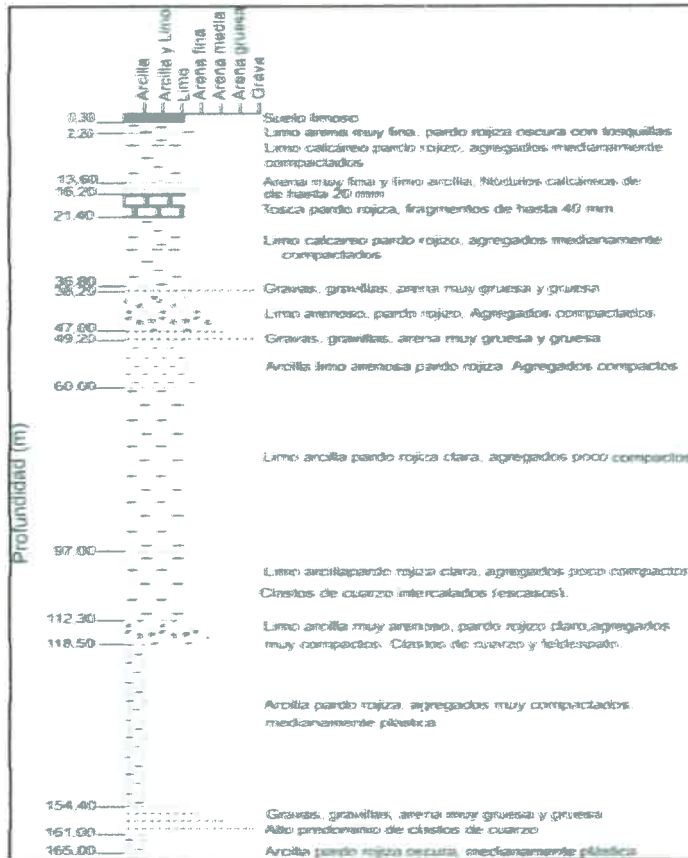 Arcilla
Arcilla y Limo
Limo
Arena fina
Arena media
Arena gruesa
Grava
Profundidad (m)
0,30
Suelo limoso
2,20
Limo arena muy fina, pardo rojiza oscura con tosquillas
Limo calcáreo pardo rojizo, agregados medianamente
compactados
13,60
Arena muy fina y limo arcilla, Nódulos calcáreos de
16,20
de hasta 20 mm
Tosca pardo rojiza, fragmentos de hasta 40 mm
21.40
Limo calcareo pardo rojizo, agregados medianamente
compactados
36.80
38,20
Gravas, gravillas, arena muy gruesa y gruesa
Limo arenoso, pardo rojizo, Agregados compactados
47.00
49.20
Gravas, gravillas, arena muy gruesa y gruesa
Arcilla limo arenosa pardo rojiza Agregados compactos
60.00
Limo arcilla pardo rojiza clara, agregados poco compactos
97.00
Limo arcillapardo rojiza clara, agregados poco compactos
Clastos de cuarzo intercalados (escasos).
112.30
Limo arcilla muy arenoso, pardo rojizo claro,agregados
118.50
muy compactos. Clastos de cuarzo y feldespato.
Arcilla pardo rojiza, agregados muy compactados,
medianamente plástica
154.40
Gravas, gravillas, arena muy gruesa y gruesa
161.00
Alto predominio de clastos de cuarzo
165.00
Arcilla pardo rojiza oscura, medianamente plástica